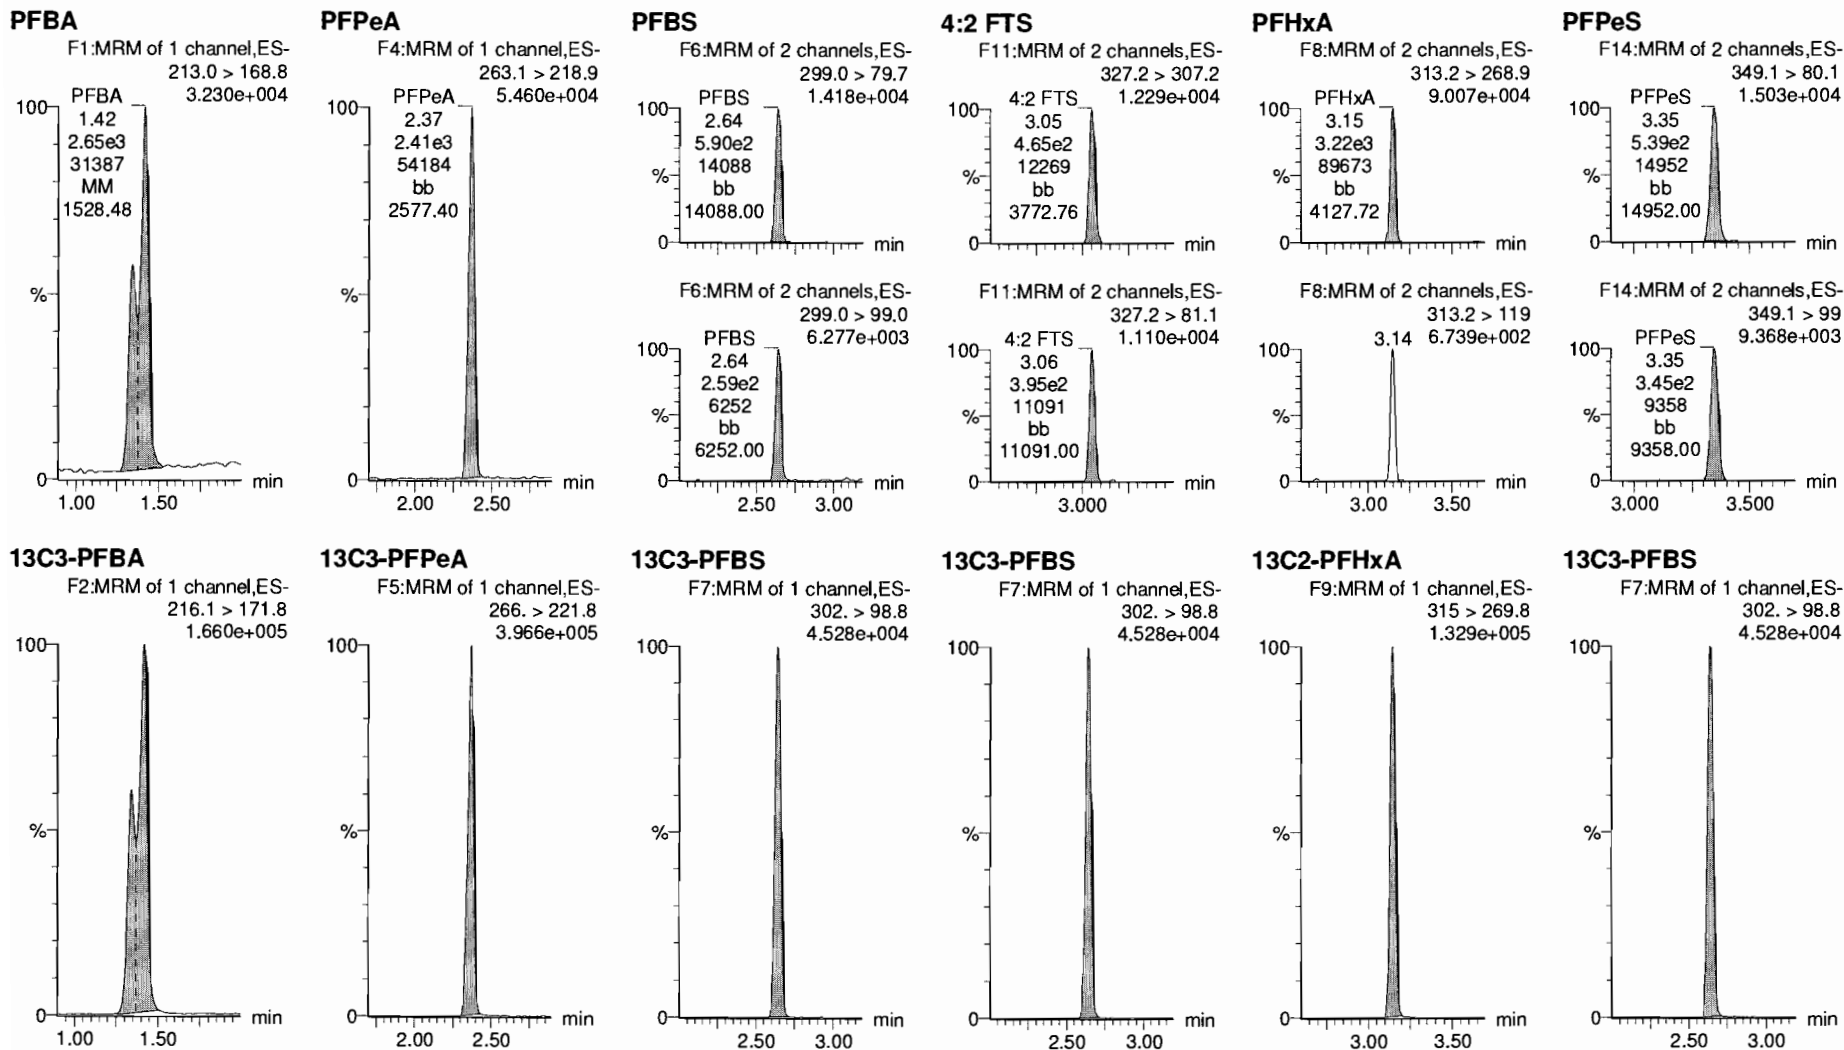 PFBA
F1:MRM of 1 channel,ES-
213.0 > 168.8
3.230e+004
100
PFBA
1.42
2.65e3
31387
MM
1528.48
%
0
min
1.00 1.50
PFPeA
F4:MRM of 1 channel,ES-
263.1 > 218.9
5.460e+004
100
PFPeA
2.37
2.41e3
54184
bb
2577.40
%
0
min
2.00 2.50
PFBS
F6:MRM of 2 channels,ES-
299.0 > 79.7
1.418e+004
100
PFBS
2.64
5.90e2
14088
bb
14088.00
%
0
min
F6:MRM of 2 channels,ES-
299.0 > 99.0
6.277e+003
100
PFBS
2.64
2.59e2
6252
bb
6252.00
%
0
min
2.50 3.00
4:2 FTS
F11:MRM of 2 channels,ES-
327.2 > 307.2
1.229e+004
100
4:2 FTS
3.05
4.65e2
12269
bb
3772.76
%
0
min
F11:MRM of 2 channels,ES-
327.2 > 81.1
1.110e+004
100
4:2 FTS
3.06
3.95e2
11091
bb
11091.00
%
0
min
3.000
PFHxA
F8:MRM of 2 channels,ES-
313.2 > 268.9
9.007e+004
100
PFHxA
3.15
3.22e3
89673
bb
4127.72
%
0
min
F8:MRM of 2 channels,ES-
313.2 > 119
3.14 6.739e+002
100
%
0
min
3.00 3.50
PFPeS
F14:MRM of 2 channels,ES-
349.1 > 80.1
1.503e+004
100
PFPeS
3.35
5.39e2
14952
bb
14952.00
%
0
min
F14:MRM of 2 channels,ES-
349.1 > 99
9.368e+003
100
PFPeS
3.35
3.45e2
9358
bb
9358.00
%
0
min
3.000 3.500
13C3-PFBA
F2:MRM of 1 channel,ES-
216.1 > 171.8
1.660e+005
100
%
0
min
1.00 1.50
13C3-PFPeA
F5:MRM of 1 channel,ES-
266. > 221.8
3.966e+005
100
%
0
min
2.00 2.50
13C3-PFBS
F7:MRM of 1 channel,ES-
302. > 98.8
4.528e+004
100
%
0
min
2.50 3.00
13C3-PFBS
F7:MRM of 1 channel,ES-
302. > 98.8
4.528e+004
100
%
0
min
2.50 3.00
13C2-PFHxA
F9:MRM of 1 channel,ES-
315 > 269.8
1.329e+005
100
%
0
min
3.00 3.50
13C3-PFBS
F7:MRM of 1 channel,ES-
302. > 98.8
4.528e+004
100
%
0
min
2.50 3.00